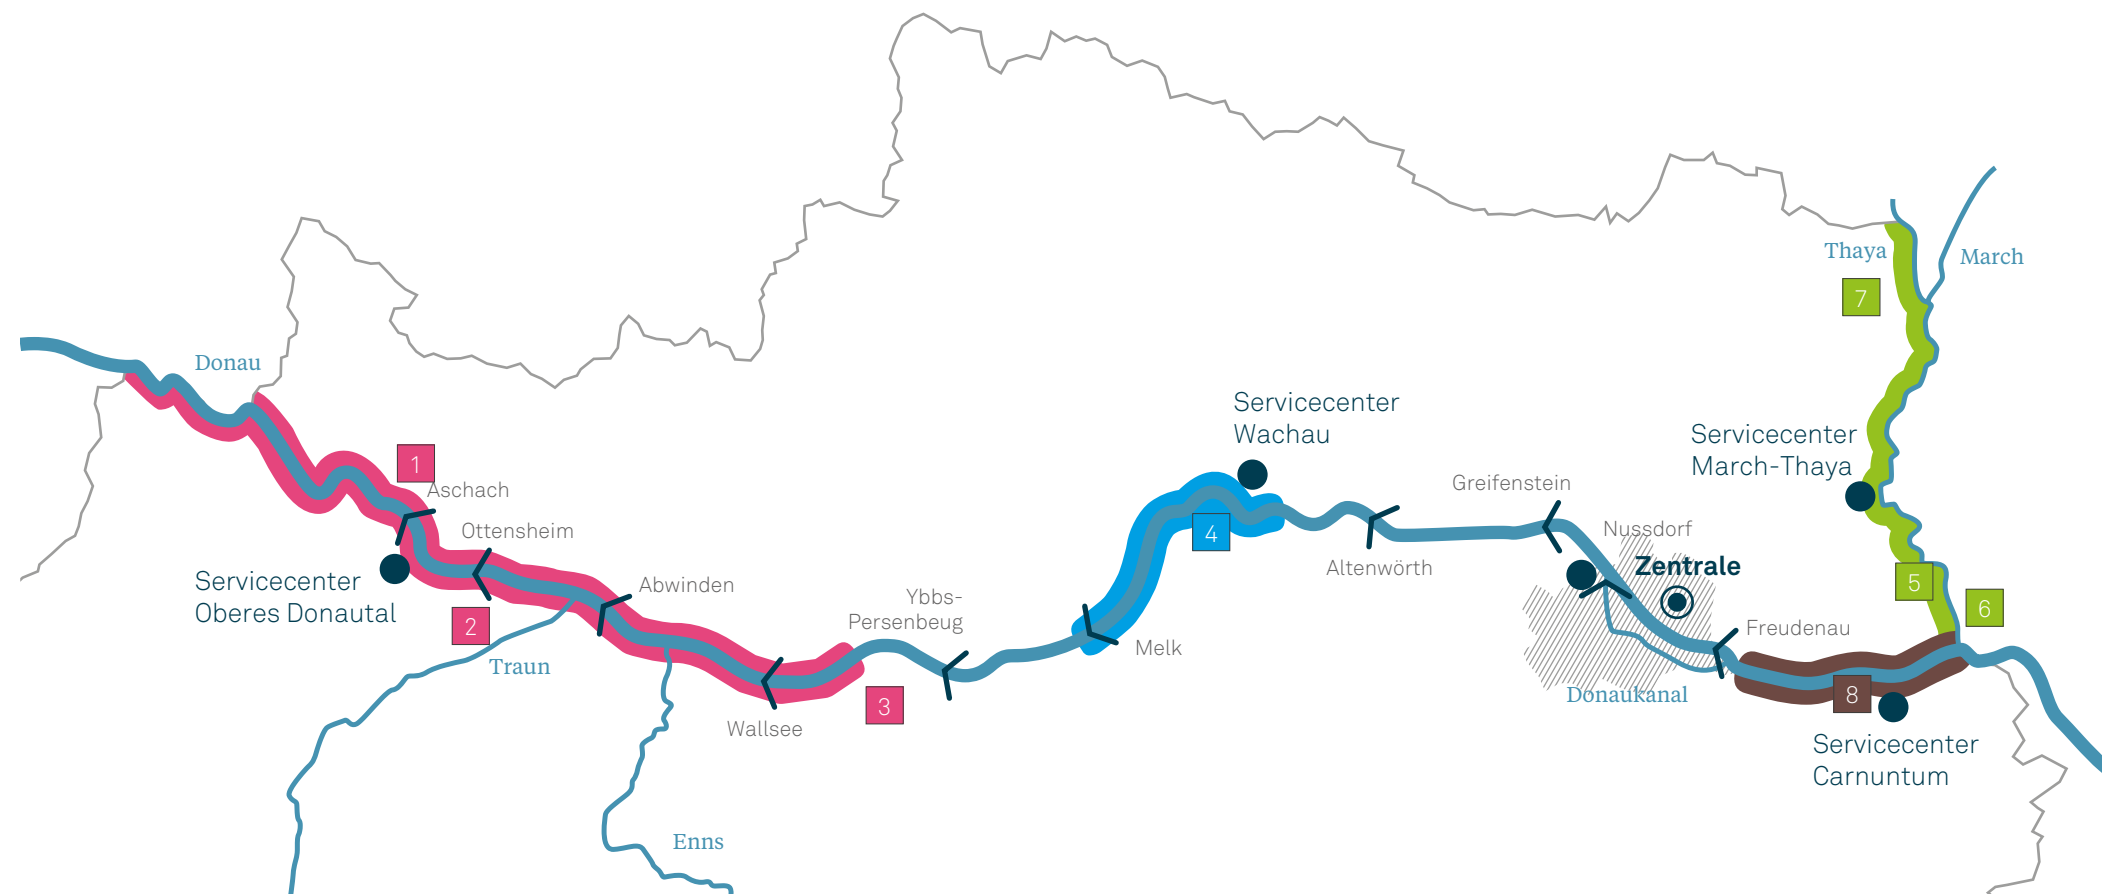 Thaya
March
7
Donau
Servicecenter
Wachau
Servicecenter
March-Thaya
1
Aschach
Greifenstein
Ottensheim
Nussdorf
4
Altenwörth
Zentrale
Servicecenter
Oberes Donautal
Abwinden
5
6
Ybbs-
Persenbeug
2
Freudenau
Melk
Traun
Donaukanal
8
3
Wallsee
Servicecenter
Carnuntum
Enns